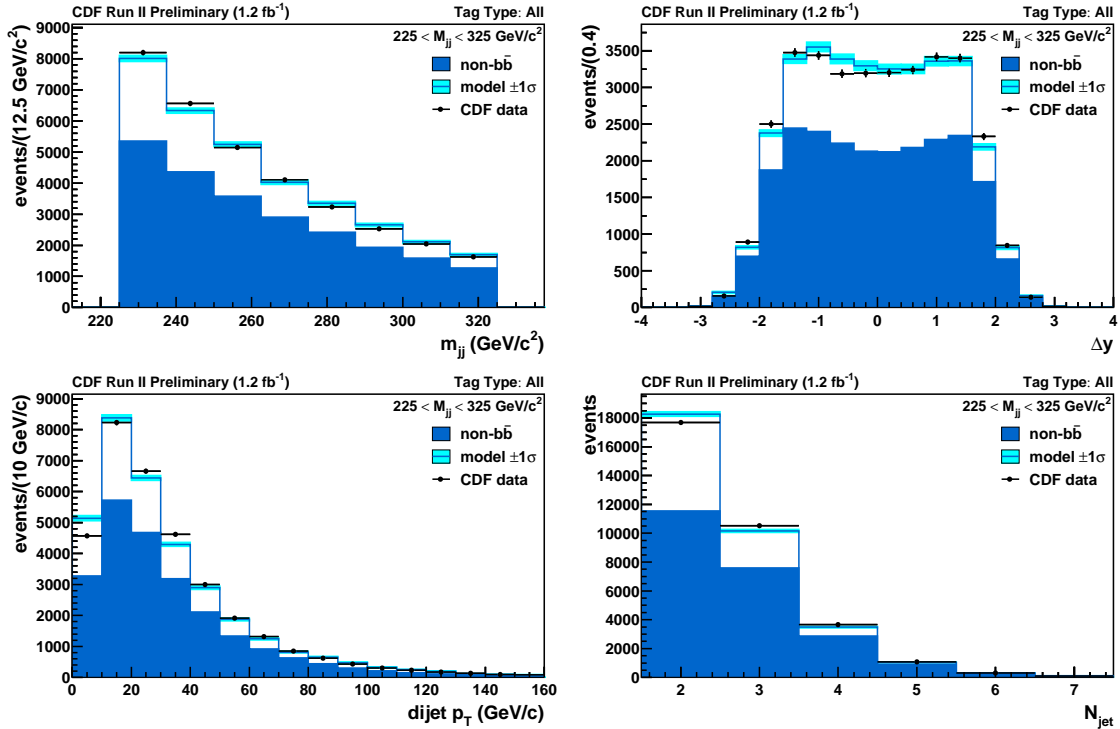 CDF Run II Preliminary (1.2 fb⁻¹) Tag Type: All
225 < M_jj < 325 GeV/c²
non-bb̄
model ±1σ
CDF data
events/(12.5 GeV/c²)
9000
8000
7000
6000
5000
4000
3000
2000
1000
0
220 240 260 280 300 320
m_jj (GeV/c²)
CDF Run II Preliminary (1.2 fb⁻¹) Tag Type: All
225 < M_jj < 325 GeV/c²
non-bb̄
model ±1σ
CDF data
events/(0.4)
3500
3000
2500
2000
1500
1000
500
0
-4 -3 -2 -1 0 1 2 3 4
Δy
CDF Run II Preliminary (1.2 fb⁻¹) Tag Type: All
225 < M_jj < 325 GeV/c²
non-bb̄
model ±1σ
CDF data
events/(10 GeV/c)
9000
8000
7000
6000
5000
4000
3000
2000
1000
0
0 20 40 60 80 100 120 140 160
dijet p_T (GeV/c)
CDF Run II Preliminary (1.2 fb⁻¹) Tag Type: All
225 < M_jj < 325 GeV/c²
non-bb̄
model ±1σ
CDF data
events
18000
16000
14000
12000
10000
8000
6000
4000
2000
0
2 3 4 5 6 7
N_jet